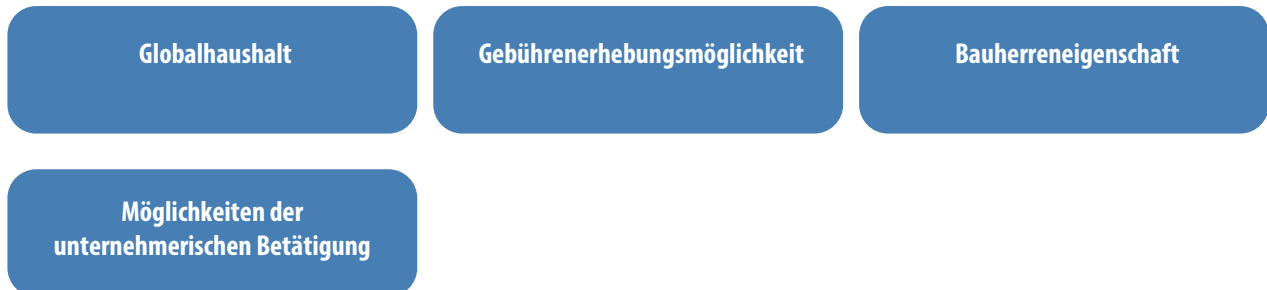 Globalhaushalt
Gebührenerhebungsmöglichkeit
Bauherreneigenschaft
Möglichkeiten der
unternehmerischen Betätigung